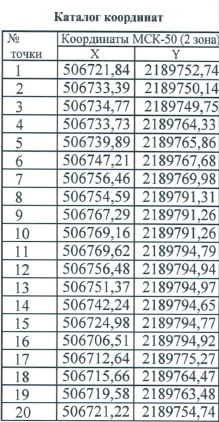 Каталог координат
№ точки Координаты МСК-50 (2 зона)
X Y
1 506721,84 2189752,74
2 506733,39 2189750,14
3 506734,77 2189749,75
4 506733,73 2189764,33
5 506739,89 2189765,86
6 506747,21 2189767,68
7 506756,46 2189769,98
8 506754,59 2189791,31
9 506767,29 2189791,26
10 506769,16 2189791,26
11 506769,62 2189794,79
12 506756,48 2189794,94
13 506751,37 2189794,97
14 506742,24 2189794,65
15 506724,98 2189794,77
16 506706,51 2189794,92
17 506712,64 2189775,27
18 506715,66 2189764,47
19 506719,58 2189763,48
20 506721,22 2189754,74